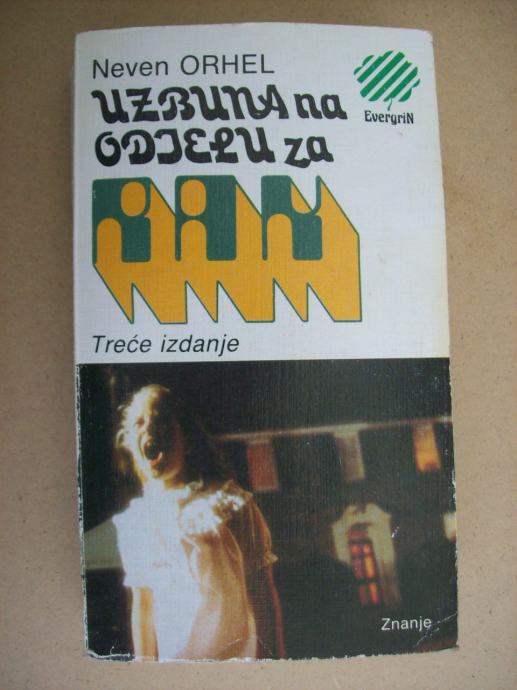 Neven ORHEL
EvergriN
UZBUNA na
ODJELU za
RAK
Treće izdanje
Znanje